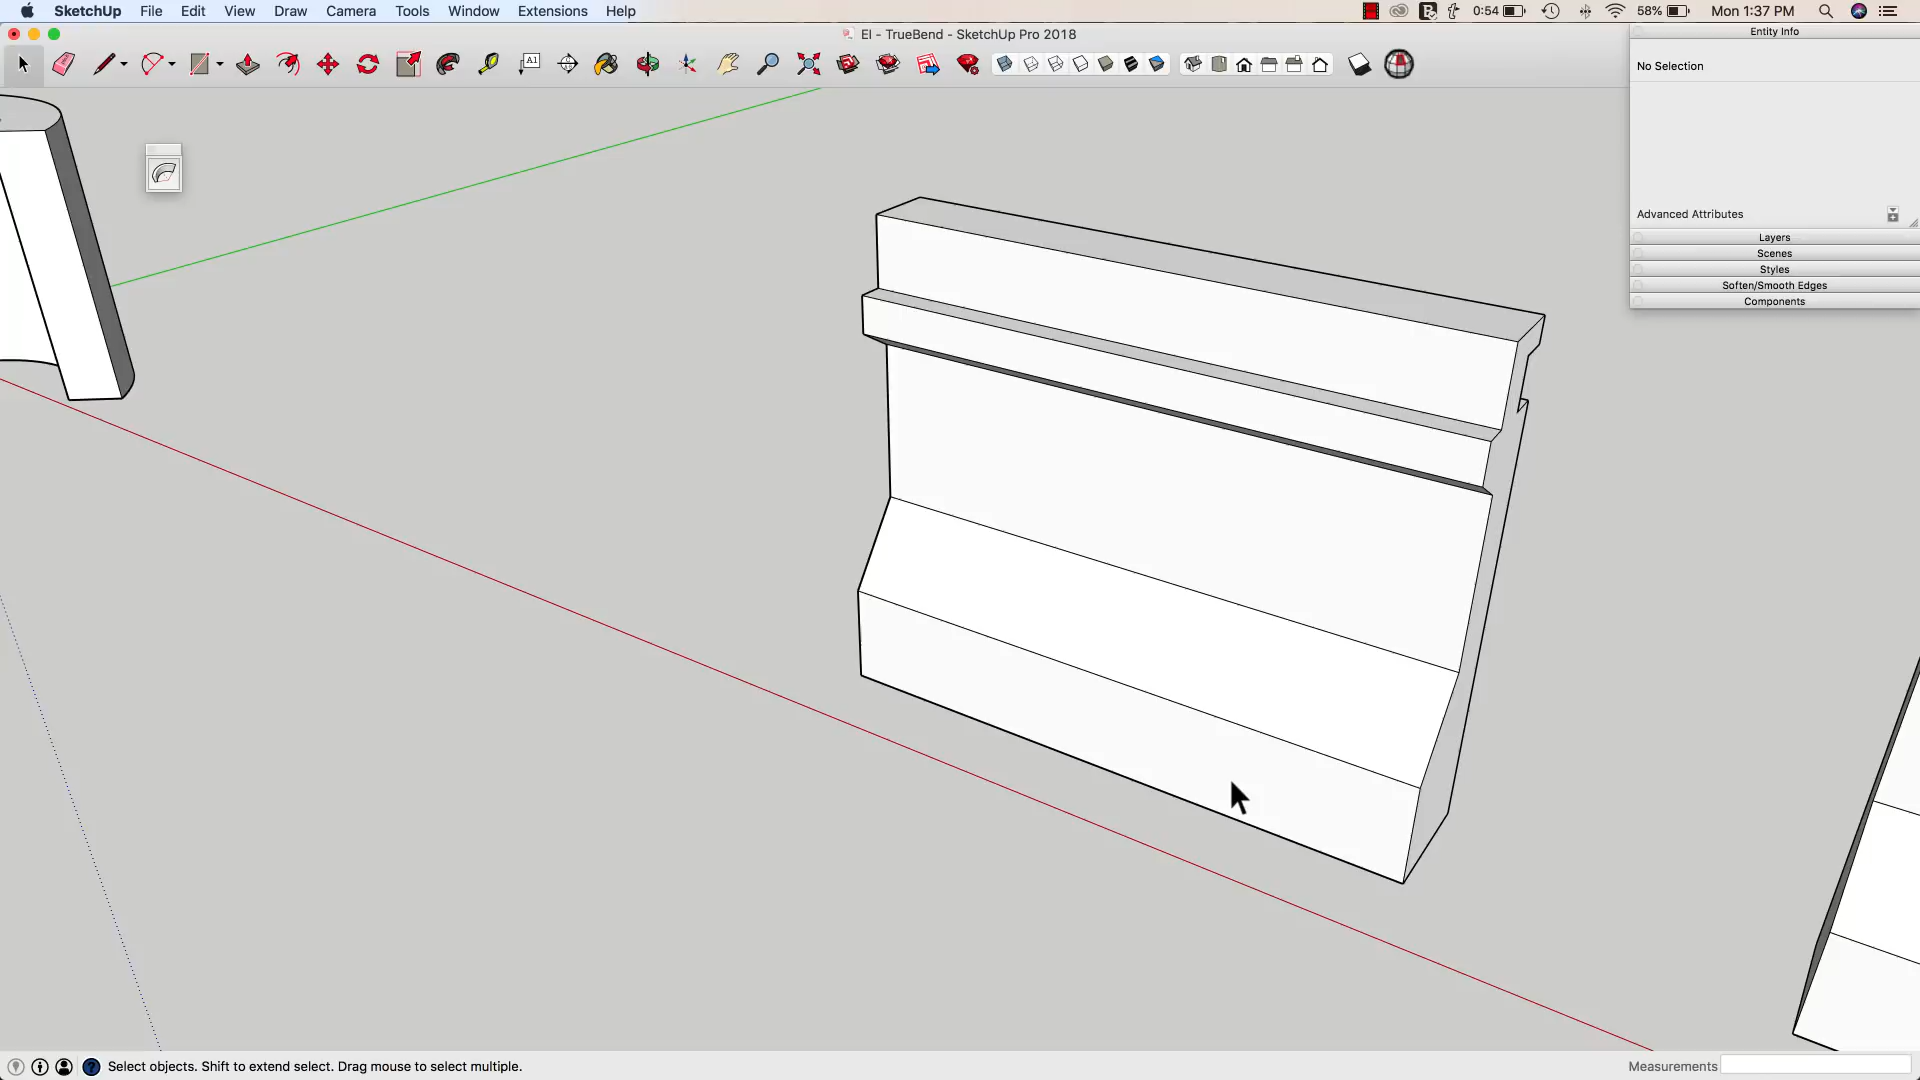 SketchUp File Edit View Draw Camera Tools Window Extensions Help 0:54 58% Mon 1:37 PM
El - TrueBend - SketchUp Pro 2018
Entity Info
A1
No Selection
Advanced Attributes
Layers
Scenes
Styles
Soften/Smooth Edges
Components
Select objects. Shift to extend select. Drag mouse to select multiple.
Measurements